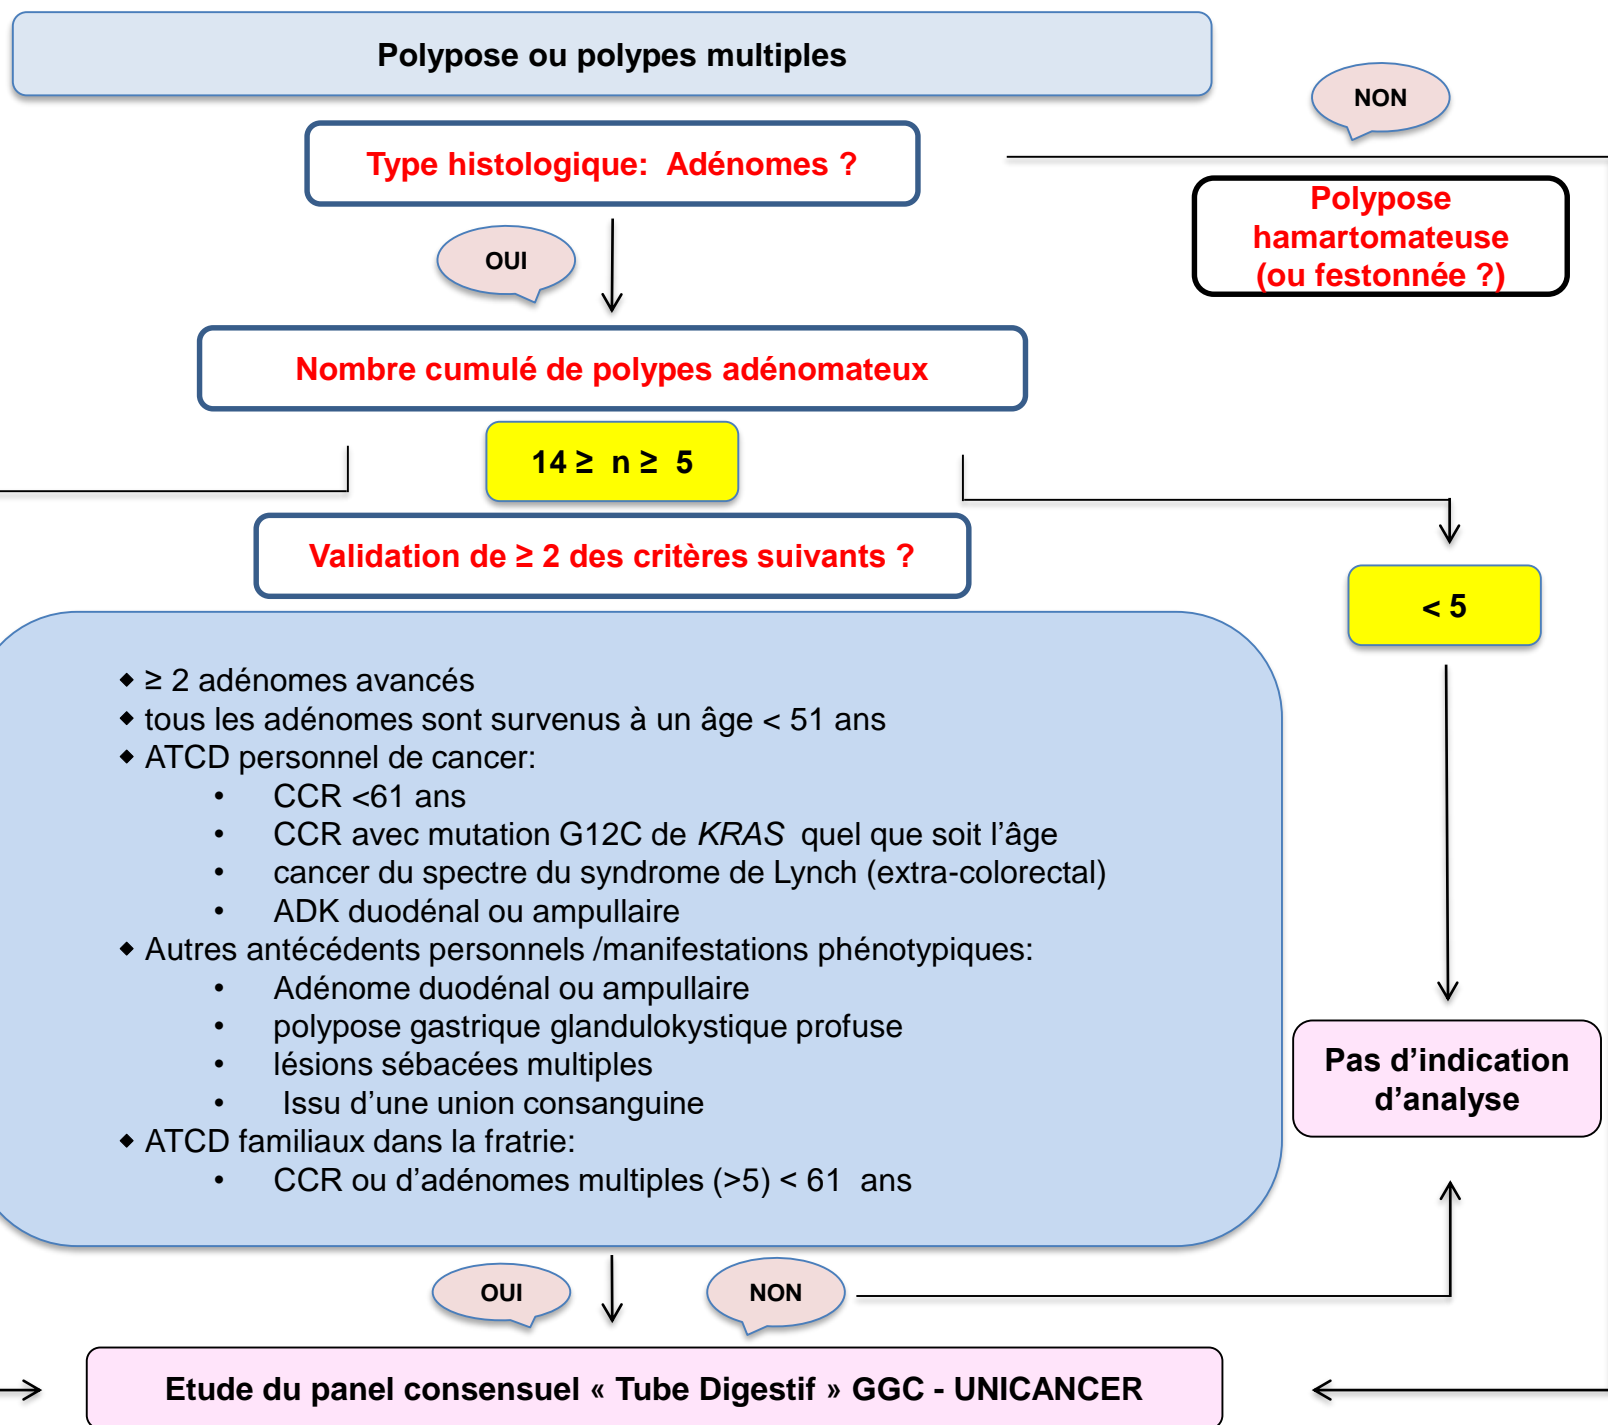 Polypose ou polypes multiples
NON
Type histologique: Adénomes ?
Polypose
hamartomateuse
(ou festonnée ?)
OUI
Nombre cumulé de polypes adénomateux
14 ≥ n ≥ 5
Validation de ≥ 2 des critères suivants ?
< 5
◆ ≥ 2 adénomes avancés
◆ tous les adénomes sont survenus à un âge < 51 ans
◆ ATCD personnel de cancer:
• CCR <61 ans
• CCR avec mutation G12C de KRAS quel que soit l’âge
• cancer du spectre du syndrome de Lynch (extra-colorectal)
• ADK duodénal ou ampullaire
◆ Autres antécédents personnels /manifestations phénotypiques:
• Adénome duodénal ou ampullaire
• polypose gastrique glandulokystique profuse
• lésions sébacées multiples
• Issu d’une union consanguine
◆ ATCD familiaux dans la fratrie:
• CCR ou d’adénomes multiples (>5) < 61 ans
Pas d’indication
d’analyse
OUI
NON
Etude du panel consensuel « Tube Digestif » GGC - UNICANCER